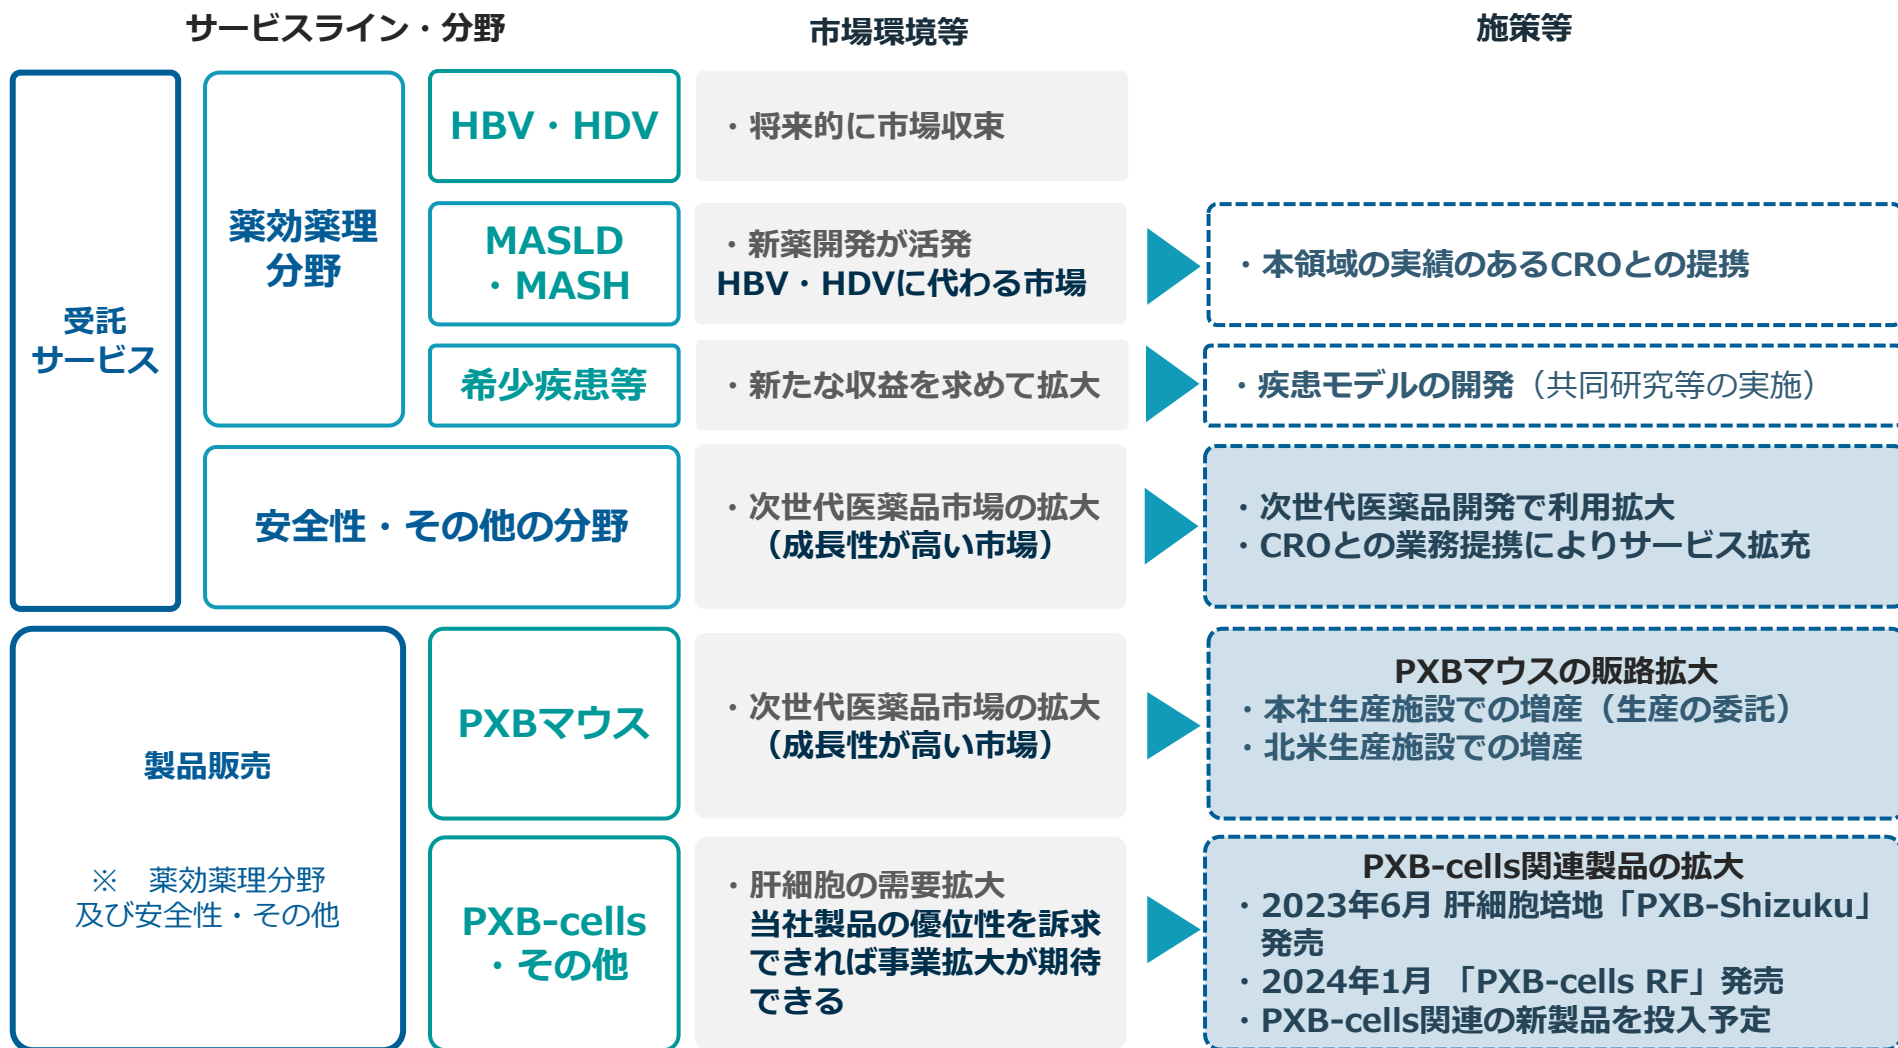 サービスライン・分野
市場環境等
施策等
受託
サービス
薬効薬理
分野
HBV・HDV
・将来的に市場収束
MASLD
・MASH
・新薬開発が活発
HBV・HDVに代わる市場
・本領域の実績のあるCROとの提携
希少疾患等
・新たな収益を求めて拡大
・疾患モデルの開発（共同研究等の実施）
安全性・その他の分野
・次世代医薬品市場の拡大
（成長性が高い市場）
・次世代医薬品開発で利用拡大
・CROとの業務提携によりサービス拡充
製品販売
※　薬効薬理分野
及び安全性・その他
PXBマウス
・次世代医薬品市場の拡大
（成長性が高い市場）
PXBマウスの販路拡大
・本社生産施設での増産（生産の委託）
・北米生産施設での増産
PXB-cells
・その他
・肝細胞の需要拡大
当社製品の優位性を訴求
できれば事業拡大が期待
できる
PXB-cells関連製品の拡大
・2023年6月 肝細胞培地「PXB-Shizuku」
発売
・2024年1月 「PXB-cells RF」発売
・PXB-cells関連の新製品を投入予定